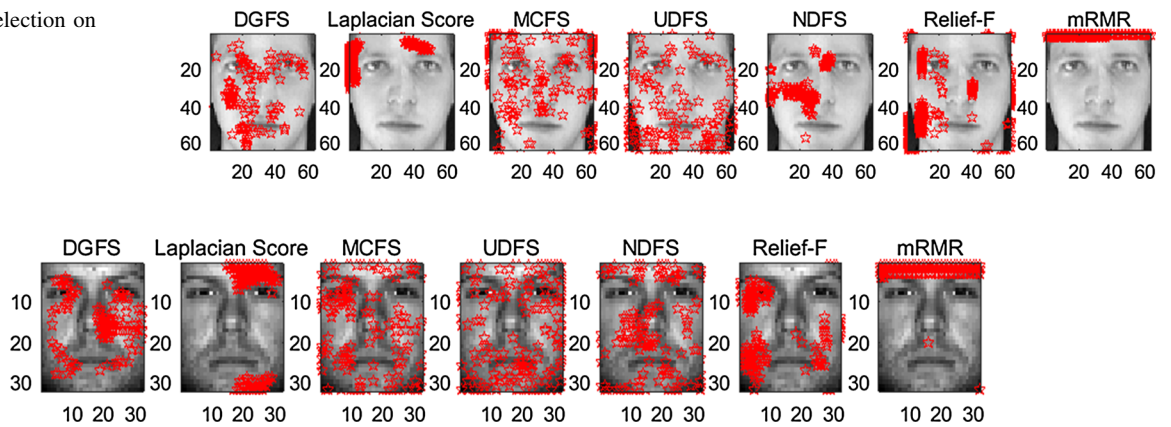 election on
DGFS Laplacian Score MCFS UDFS NDFS Relief-F mRMR
20 20 20 20 20 20 20
40 40 40 40 40 40 40
60 60 60 60 60 60 60
20 40 60 20 40 60 20 40 60 20 40 60 20 40 60 20 40 60 20 40 60
DGFS Laplacian Score MCFS UDFS NDFS Relief-F mRMR
10 10 10 10 10 10 10
20 20 20 20 20 20 20
30 30 30 30 30 30 30
10 20 30 10 20 30 10 20 30 10 20 30 10 20 30 10 20 30 10 20 30